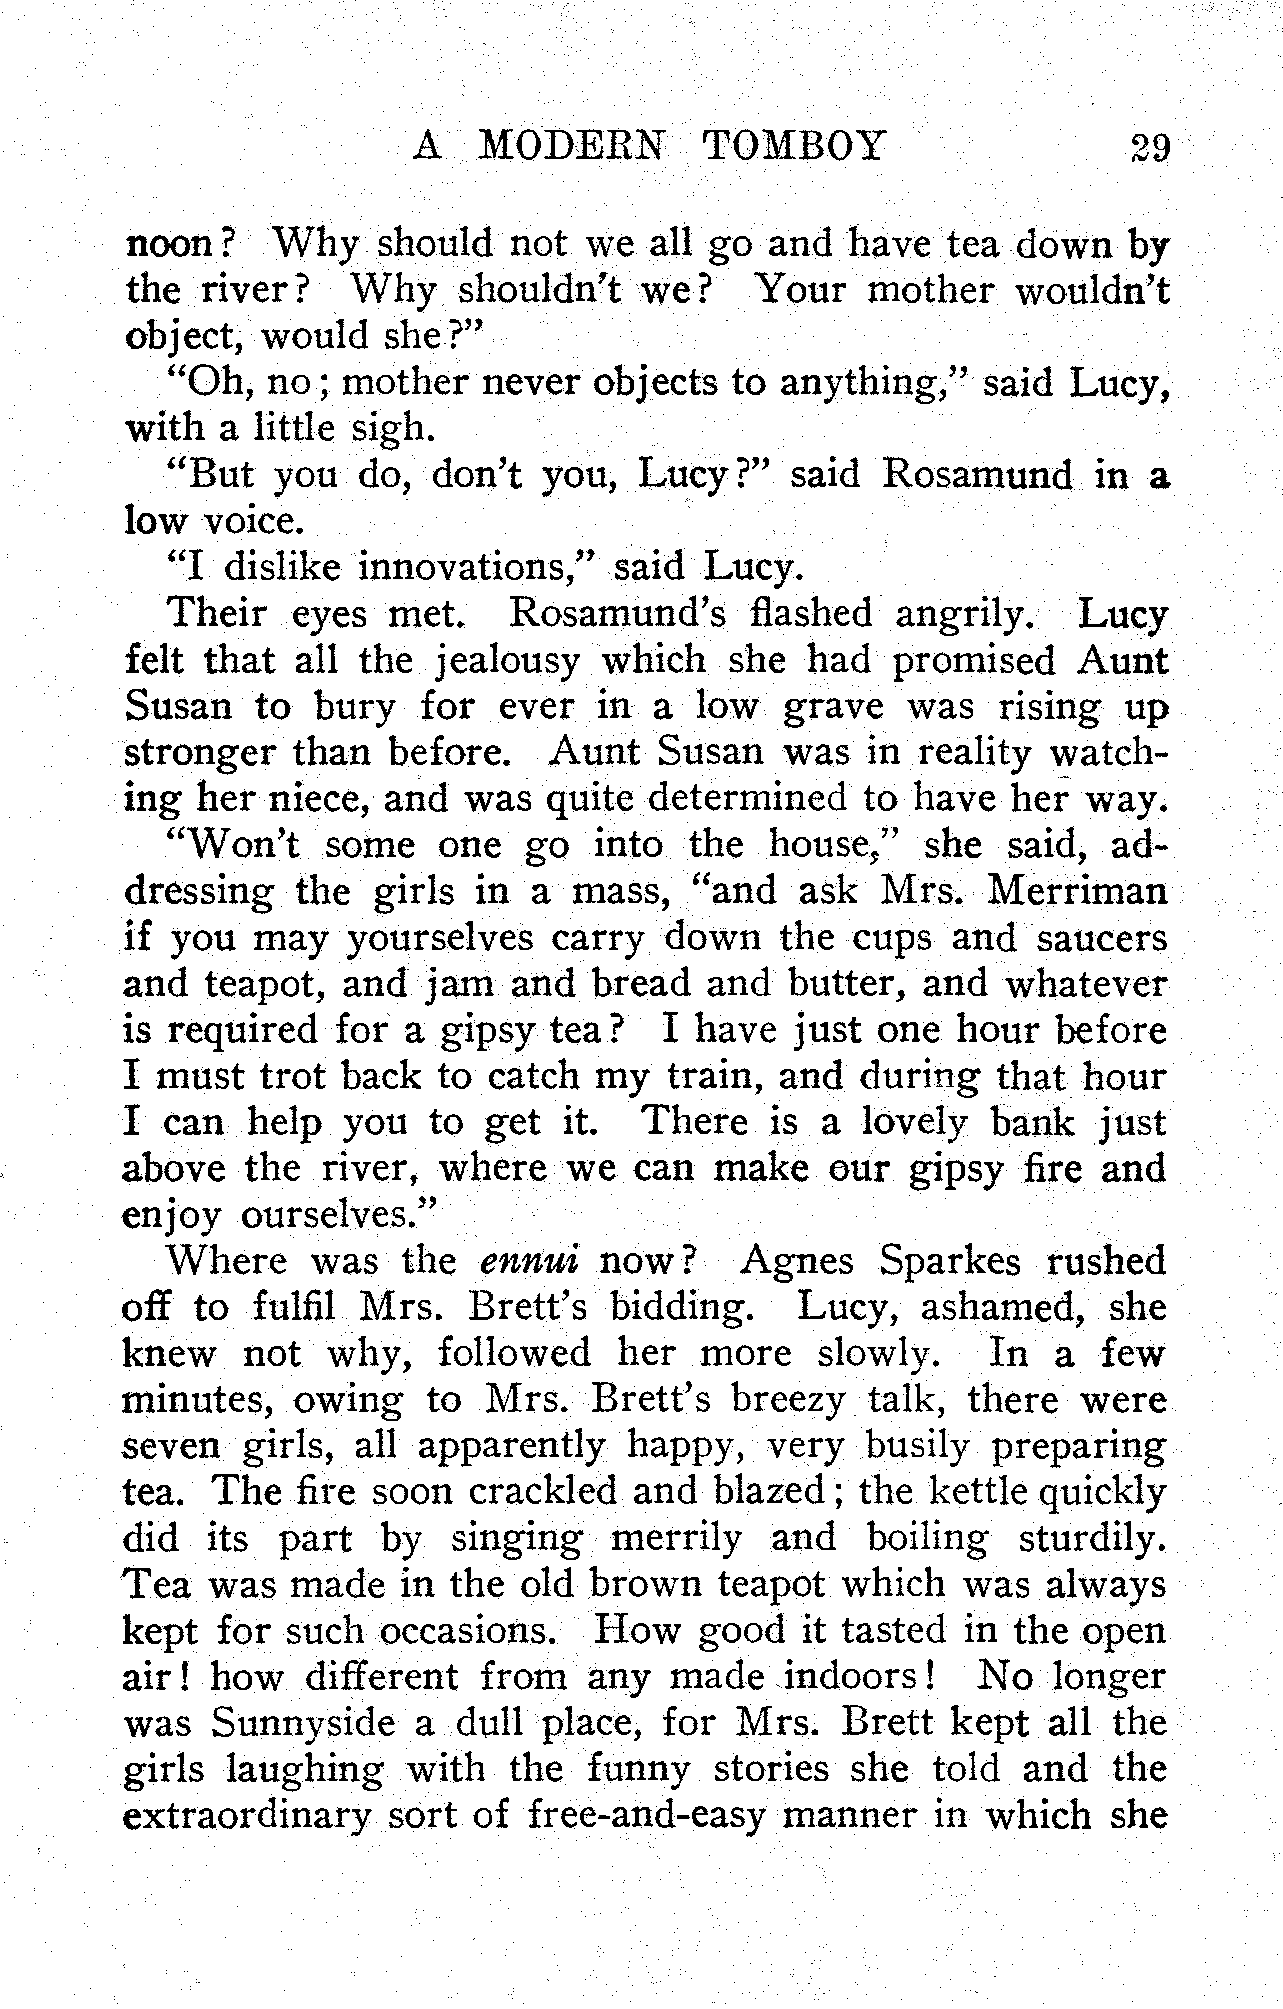 A MODERN TOMBOY 29
noon? Why should not we all go and have tea down by
the river? Why shouldn't we? Your mother wouldn't
object, would she?"
"Oh, no; mother never objects to anything," said Lucy,
with a little sigh.
"But you do, don't you, Lucy?" said Rosamund in a
low voice.
"I dislike innovations," said Lucy.
Their eyes met. Rosamund's flashed angrily. Lucy
felt that all the jealousy which she had promised Aunt
Susan to bury for ever in a low grave was rising up
stronger than before. Aunt Susan was in reality watch-
ing her niece, and was quite determined to have her way.
"Won't some one go into the house," she said, ad-
dressing the girls in a mass, "and ask Mrs. Merriman
if you may yourselves carry down the cups and saucers
and teapot, and jam and bread and butter, and whatever
is required for a gipsy tea? I have just one hour before
I must trot back to catch my train, and during that hour
I can help you to get it. There is a lovely bank just
above the river, where we can make our gipsy fire and
enjoy ourselves."
Where was the ennui now? Agnes Sparkes rushed
off to fulfil Mrs. Brett's bidding. Lucy, ashamed, she
knew not why, followed her more slowly. In a few
minutes, owing to Mrs. Brett's breezy talk, there were
seven girls, all apparently happy, very busily preparing
tea. The fire soon crackled and blazed; the kettle quickly
did its part by singing merrily and boiling sturdily.
Tea was made in the old brown teapot which was always
kept for such occasions. How good it tasted in the open
air! how different from any made indoors! No longer
was Sunnyside a dull place, for Mrs. Brett kept all the
girls laughing with the funny stories she told and the
extraordinary sort of free-and-easy manner in which she